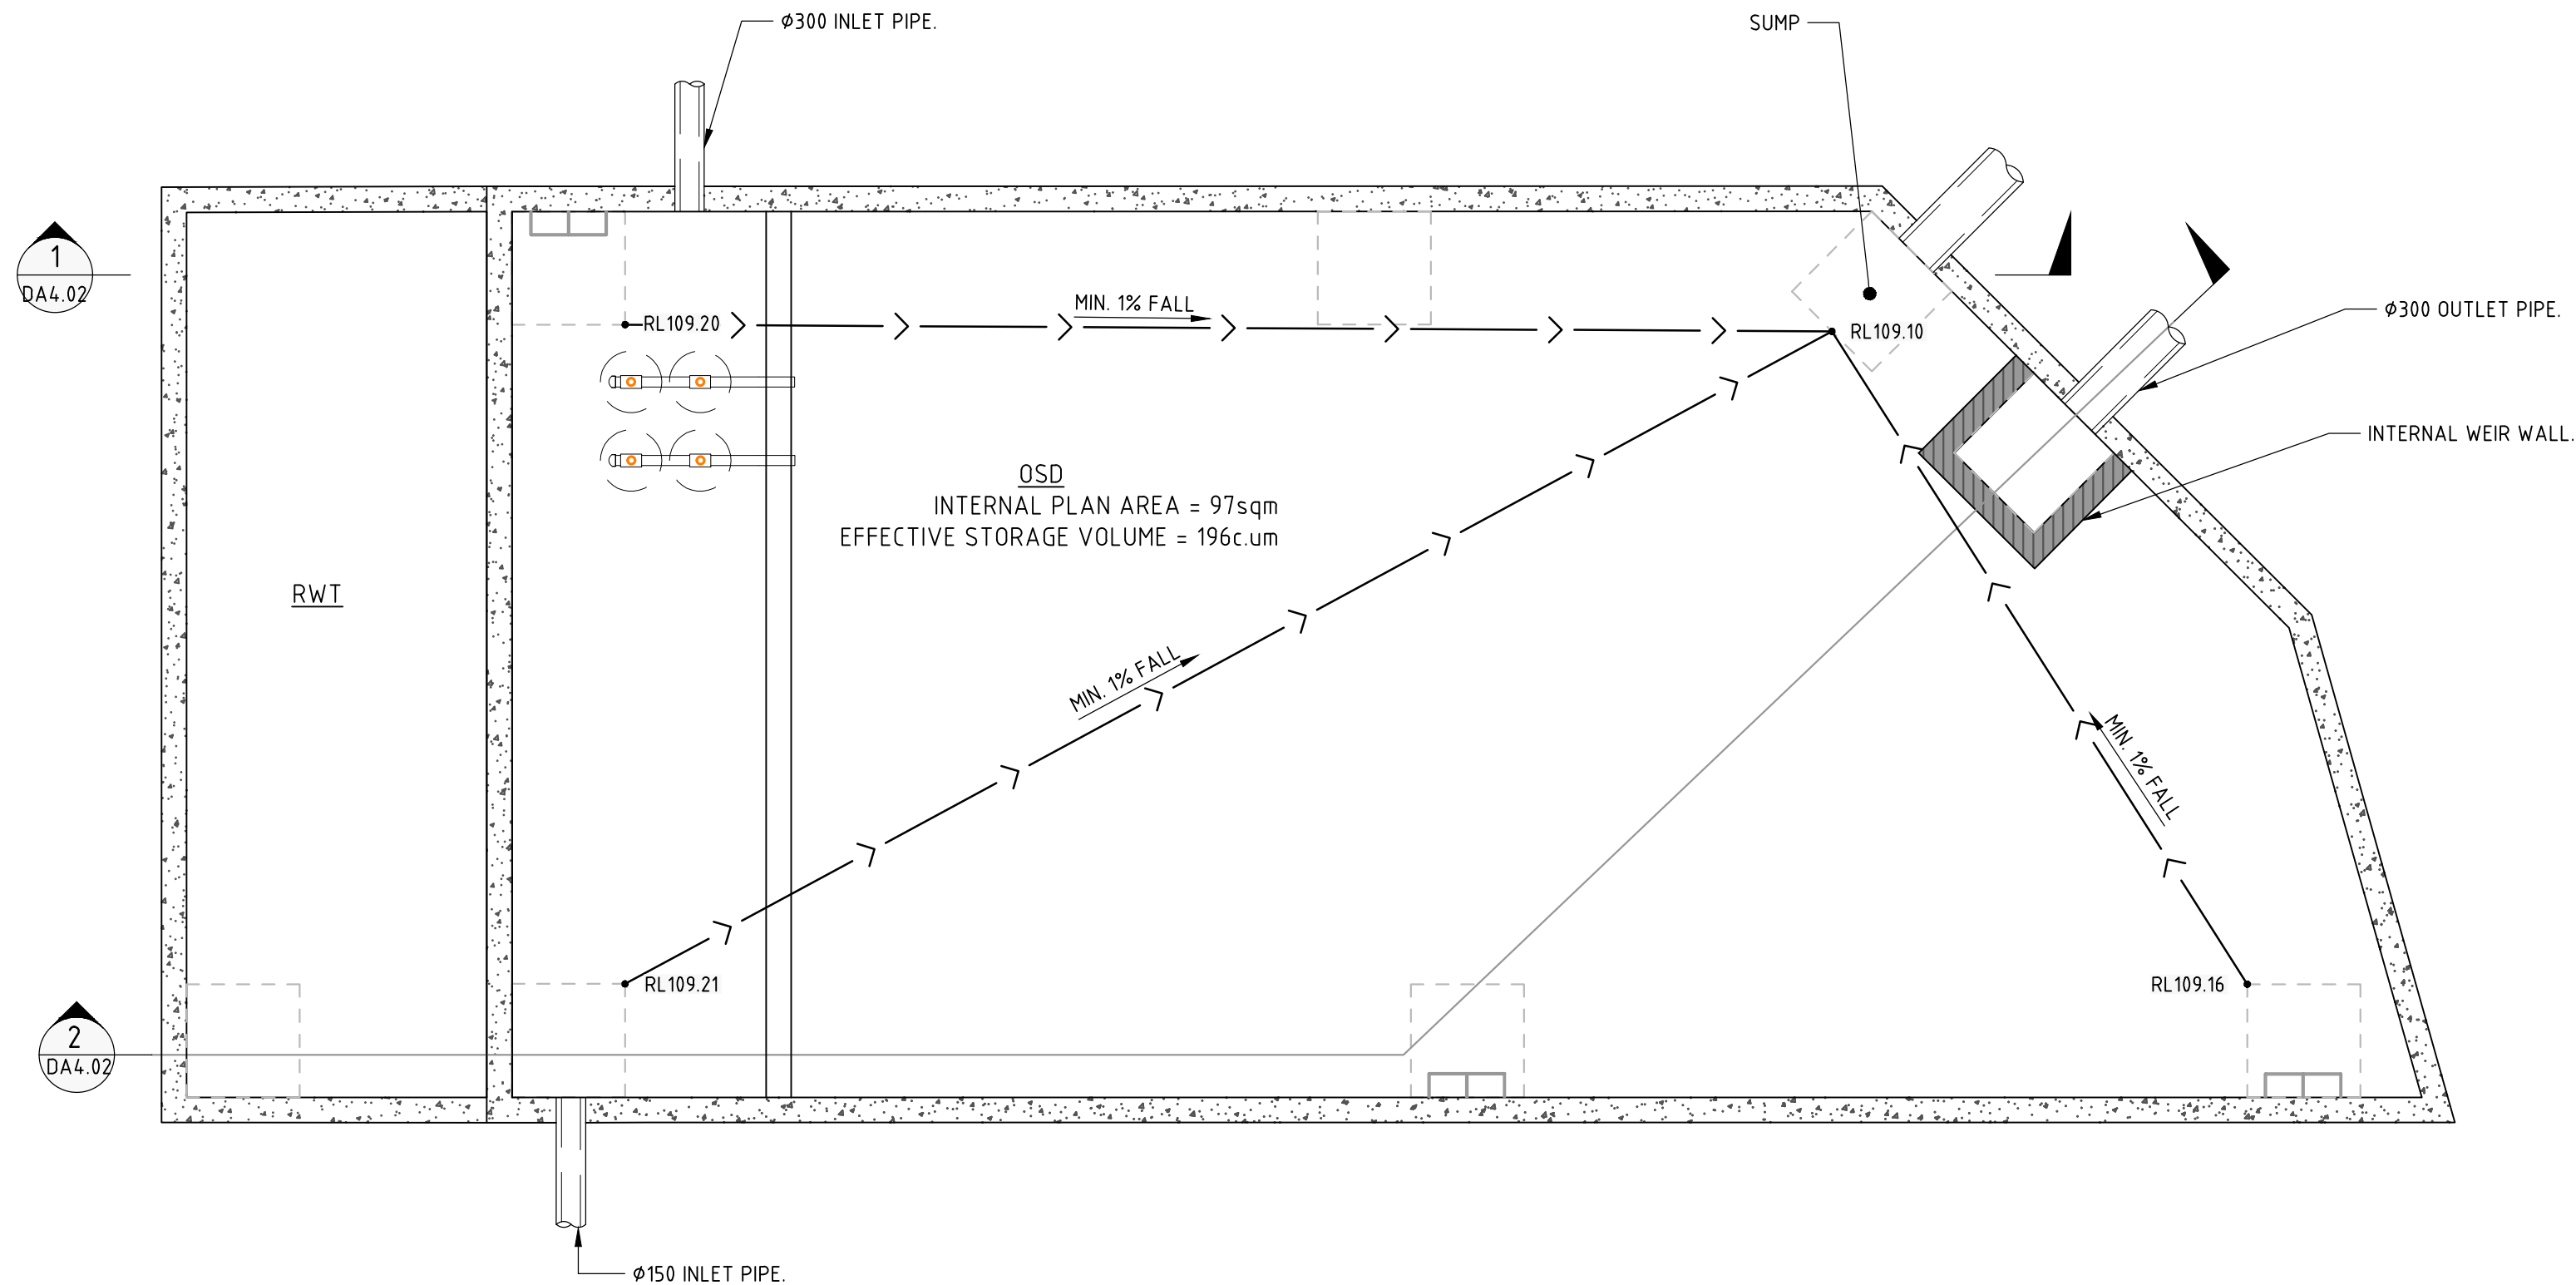 Ø300 INLET PIPE.
SUMP
1
DA4.02
RL109.20
MIN. 1% FALL
RL109.10
Ø300 OUTLET PIPE.
INTERNAL WEIR WALL.
OSD
INTERNAL PLAN AREA = 97sqm
EFFECTIVE STORAGE VOLUME = 196c.um
RWT
MIN. 1% FALL
MIN. 1% FALL
RL109.21
RL109.16
2
DA4.02
Ø150 INLET PIPE.